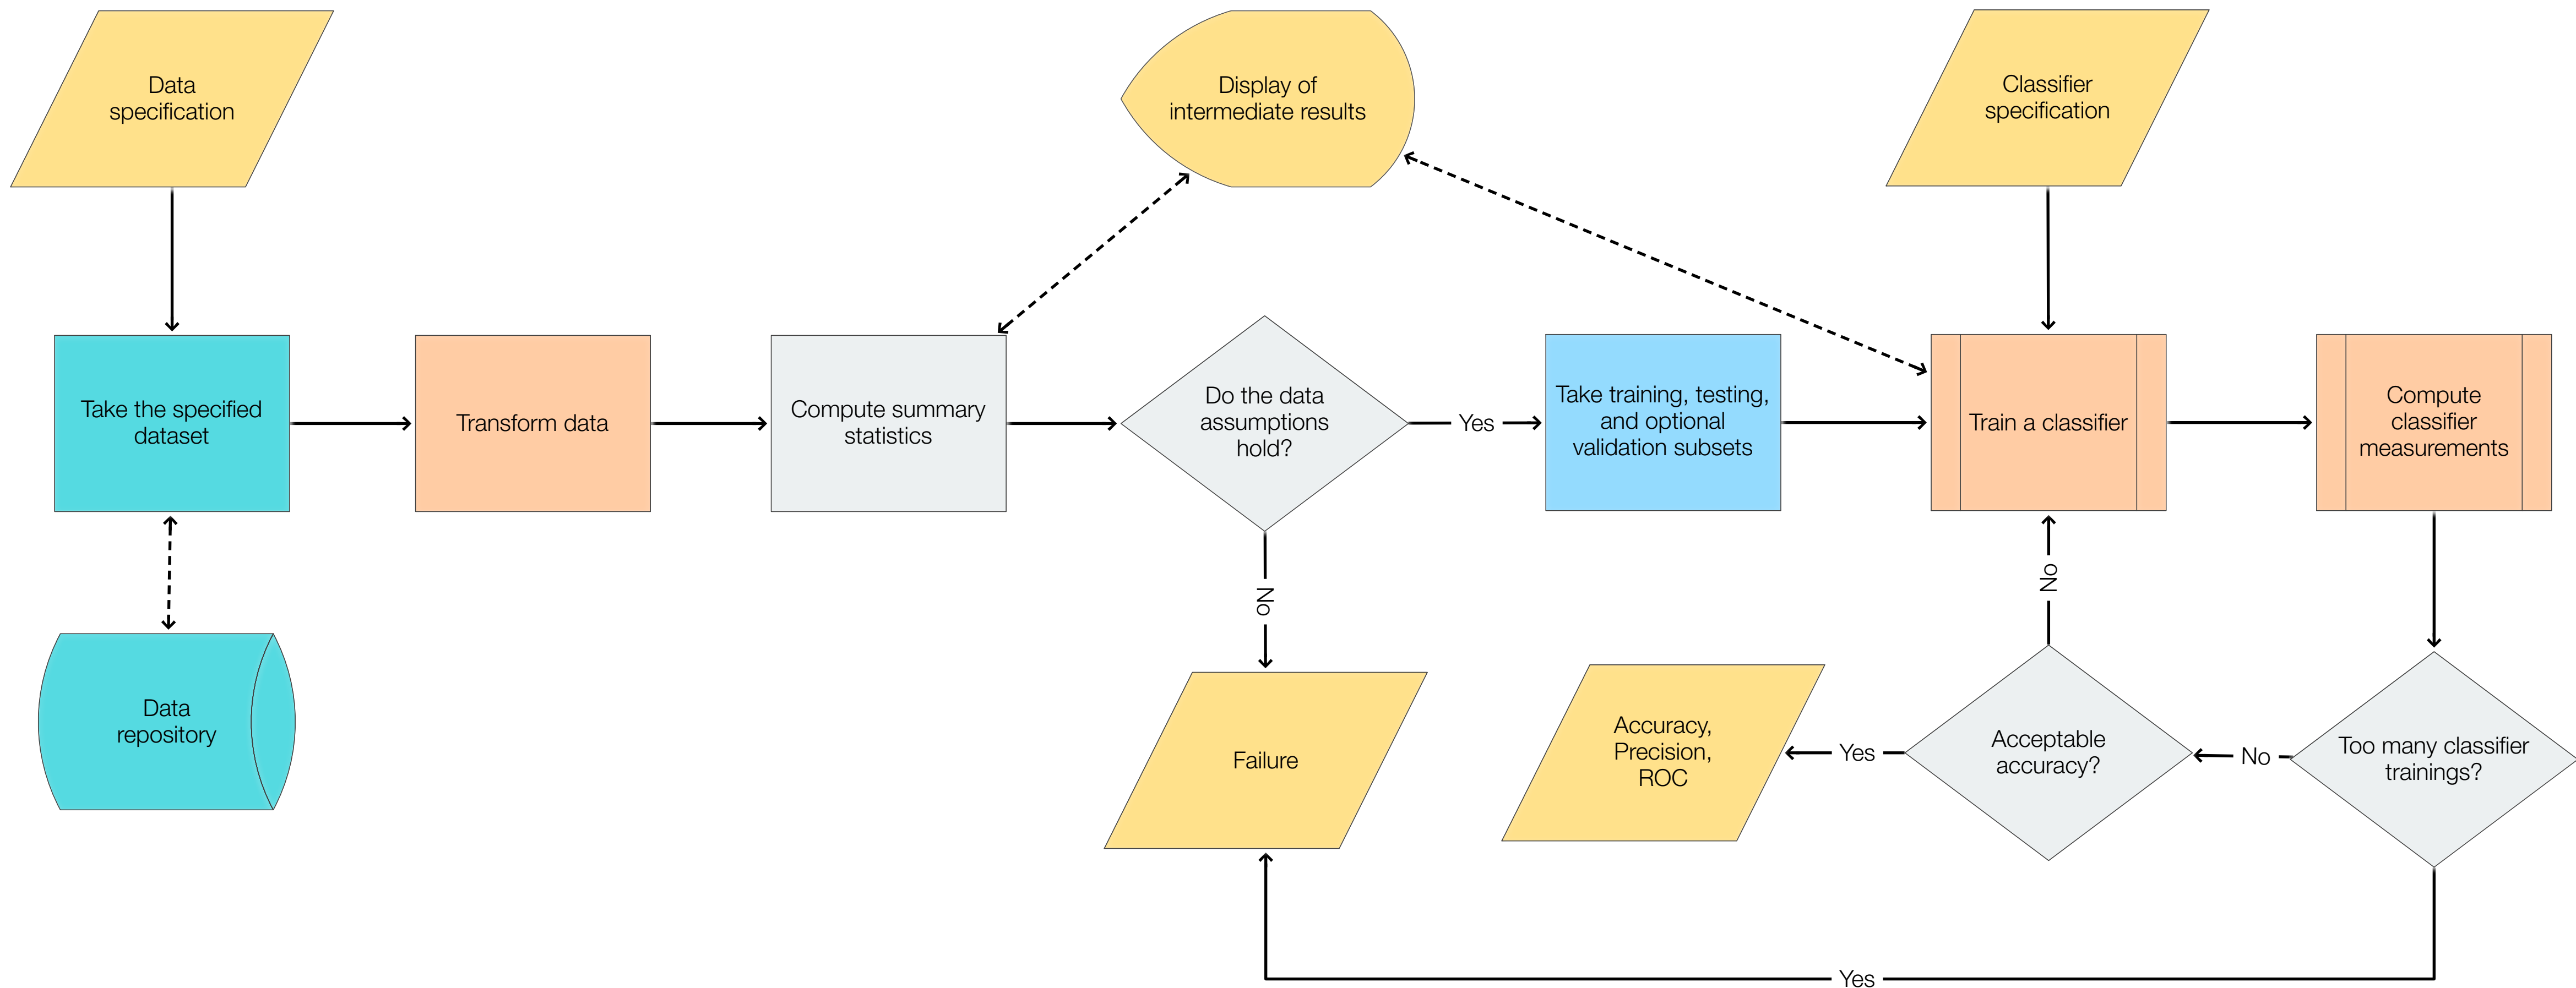 Data
specification
Display of
intermediate results
Classifier
specification
Take the specified
dataset
Transform data
Compute summary
statistics
Do the data
assumptions
hold?
Yes
Take training, testing,
and optional
validation subsets
Train a classifier
Compute
classifier
measurements
No
No
Data
repository
Failure
Accuracy,
Precision,
ROC
Yes
Acceptable
accuracy?
No
Too many classifier
trainings?
Yes